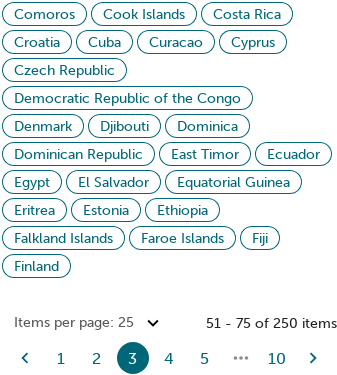 Comoros Cook Islands Costa Rica
Croatia Cuba Curacao Cyprus
Czech Republic
Democratic Republic of the Congo
Denmark Djibouti Dominica
Dominican Republic East Timor Ecuador
Egypt El Salvador Equatorial Guinea
Eritrea Estonia Ethiopia
Falkland Islands Faroe Islands Fiji
Finland
Items per page: 25 51 - 75 of 250 items
1 2 3 4 5 ••• 10